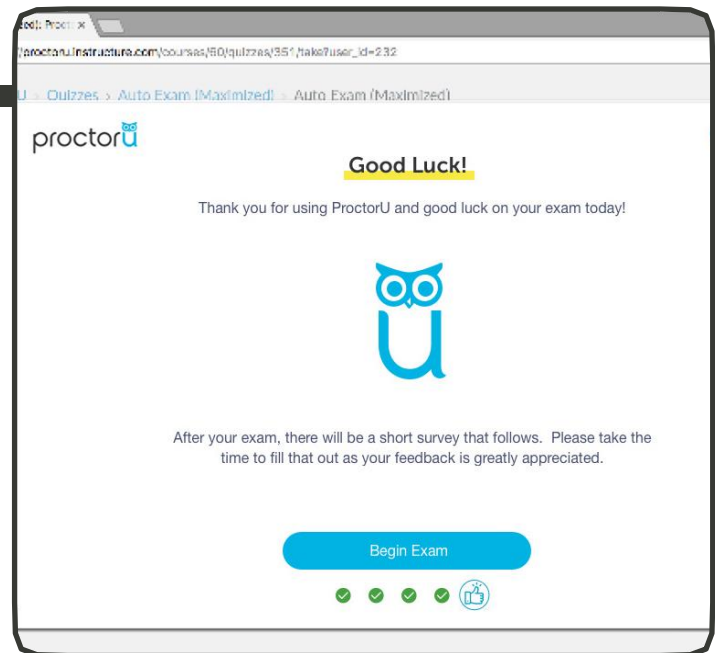 zed): Proc
/proctoru.instructure.com/courses/60/quizzes/351/take?user_id=232
U › Quizzes › Auto Exam (Maximized) › Auto Exam (Maximized)
proctoru
Good Luck!
Thank you for using ProctorU and good luck on your exam today!
u
After your exam, there will be a short survey that follows. Please take the
time to fill that out as your feedback is greatly appreciated.
Begin Exam